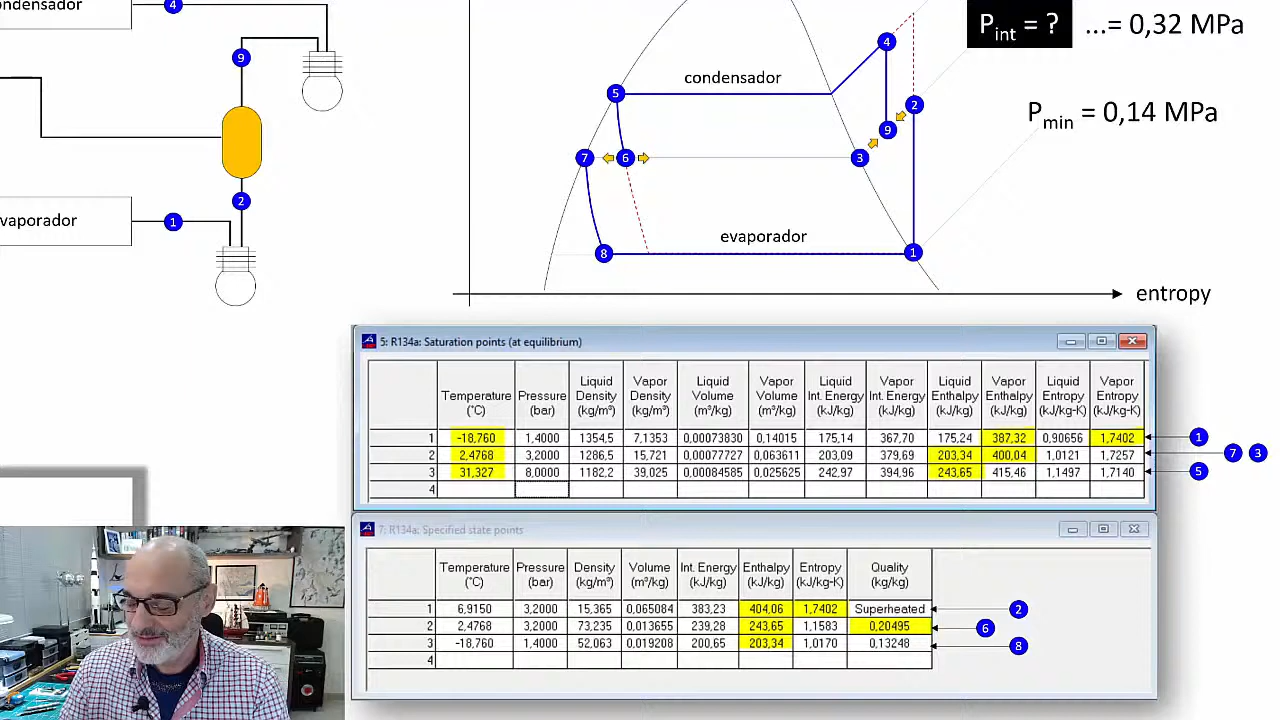 ondensador
4
9
2
vaporador
1
P int = ?
...= 0,32 MPa
P min = 0,14 MPa
4
condensador
5
2
9
7
6
3
evaporador
8
1
entropy
5: R134a: Saturation points (at equilibrium)
Temperature (°C) Pressure (bar) Liquid Density (kg/m³) Vapor Density (kg/m³) Liquid Volume (m³/kg) Vapor Volume (m³/kg) Liquid Int. Energy (kJ/kg) Vapor Int. Energy (kJ/kg) Liquid Enthalpy (kJ/kg) Vapor Enthalpy (kJ/kg) Liquid Entropy (kJ/kg-K) Vapor Entropy (kJ/kg-K)
1 -18,760 1,4000 1354,5 7,1353 0,00073830 0,14015 175,14 367,70 175,24 387,32 0,90656 1,7402 1
2 2,4768 3,2000 1286,5 15,721 0,00077727 0,063611 203,09 379,69 203,34 400,04 1,0121 1,7257 7 3
3 31,327 8,0000 1182,2 39,025 0,00084585 0,025625 242,97 394,96 243,65 415,46 1,1497 1,7140 5
4
7: R134a: Specified state points
Temperature (°C) Pressure (bar) Density (kg/m³) Volume (m³/kg) Int. Energy (kJ/kg) Enthalpy (kJ/kg) Entropy (kJ/kg-K) Quality (kg/kg)
1 6,9150 3,2000 15,365 0,065084 383,23 404,06 1,7402 Superheated 2
2 2,4768 3,2000 73,235 0,013655 239,28 243,65 1,1583 0,20495 6
3 -18,760 1,4000 52,063 0,019208 200,65 203,34 1,0170 0,13248 8
4